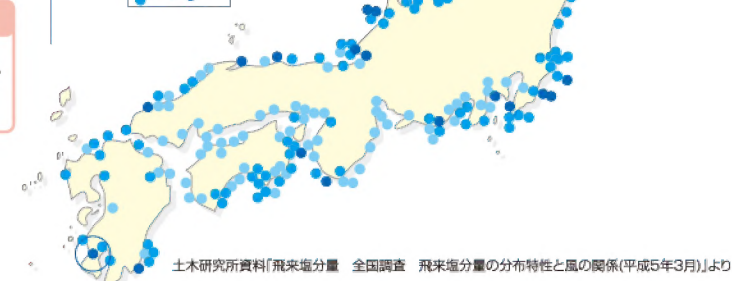 土木研究所資料「飛来塩分量　全国調査　飛来塩分量の分布特性と風の関係(平成5年3月)」より